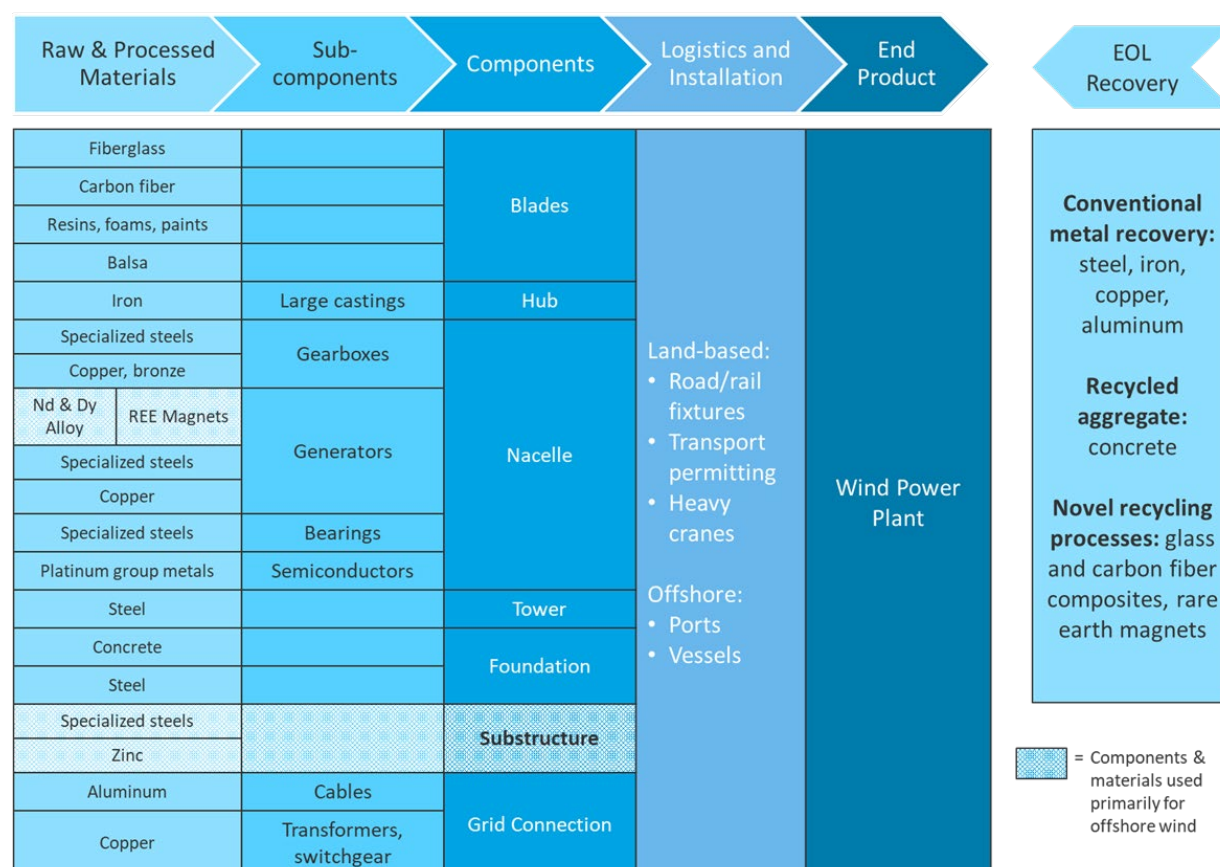 Raw & Processed
Materials
Sub-
components
Components
Logistics and
Installation
End
Product
EOL
Recovery
Fiberglass
Carbon fiber
Resins, foams, paints
Balsa
Blades
Iron
Large castings
Hub
Specialized steels
Copper, bronze
Gearboxes
Nd & Dy
Alloy
REE Magnets
Specialized steels
Copper
Generators
Specialized steels
Bearings
Platinum group metals
Semiconductors
Nacelle
Steel
Tower
Concrete
Steel
Foundation
Specialized steels
Zinc
Substructure
Aluminum
Cables
Copper
Transformers,
switchgear
Grid Connection
Land-based:
• Road/rail
fixtures
• Transport
permitting
• Heavy
cranes
Offshore:
• Ports
• Vessels
Wind Power
Plant
Conventional
metal recovery:
steel, iron,
copper,
aluminum
Recycled
aggregate:
concrete
Novel recycling
processes: glass
and carbon fiber
composites, rare
earth magnets
= Components &
materials used
primarily for
offshore wind